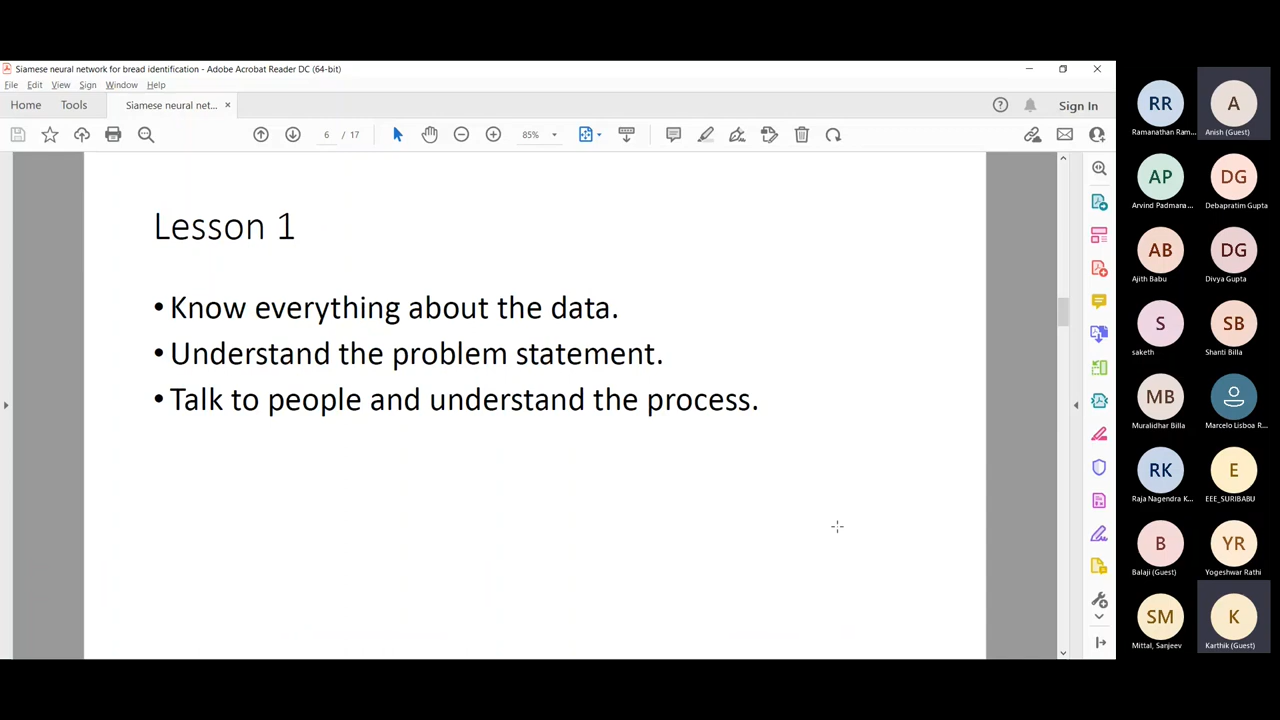 Siamese neural network for bread identification - Adobe Acrobat Reader DC (64-bit)
File Edit View Sign Window Help
Home Tools Siamese neural net... × Sign In
6 / 17 85%
Lesson 1
• Know everything about the data.
• Understand the problem statement.
• Talk to people and understand the process.
RR A
Ramanathan Ram... Anish (Guest)
AP DG
Arvind Padmana... Debapratim Gupta
AB DG
Ajith Babu Divya Gupta
S SB
saketh Shanti Billa
MB
Muralidhar Billa Marcelo Lisboa R...
RK E
Raja Nagendra K... EEE_SURIBABU
B YR
Balaji (Guest) Yogeshwar Rathi
SM K
Mittal, Sanjeev Karthik (Guest)